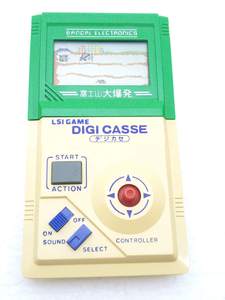 BANDAI ELECTRONICS
富士山大爆発
LSI GAME
DIGI CASSE
デジカセ
START
ACTION
OFF
ON
SOUND
SELECT
CONTROLLER